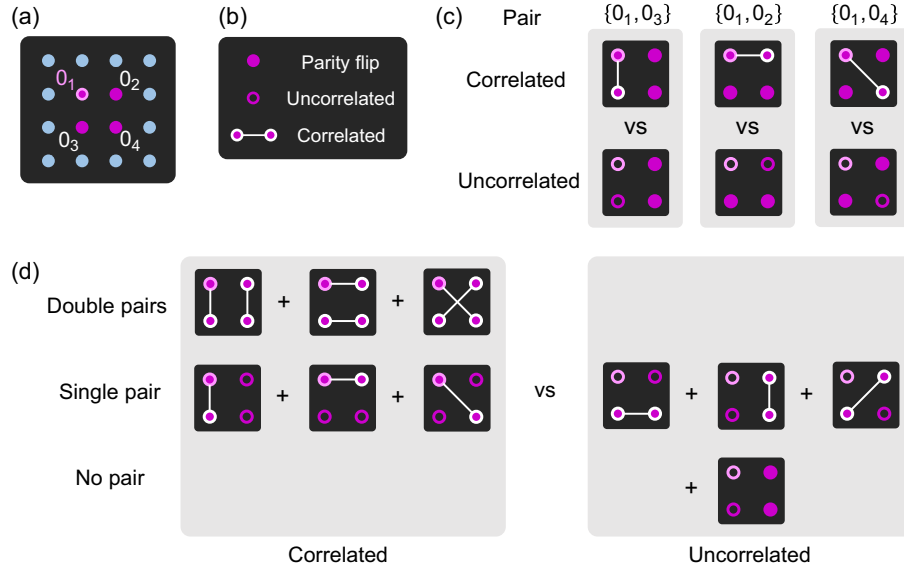 (a)
0₁ 0₂
0₃ 0₄
(b)
Parity flip
Uncorrelated
Correlated
(c) Pair {0₁,0₃} {0₁,0₂} {0₁,0₄}
Correlated
vs vs vs
Uncorrelated
(d)
Double pairs + +
Single pair + + vs + +
No pair +
Correlated Uncorrelated